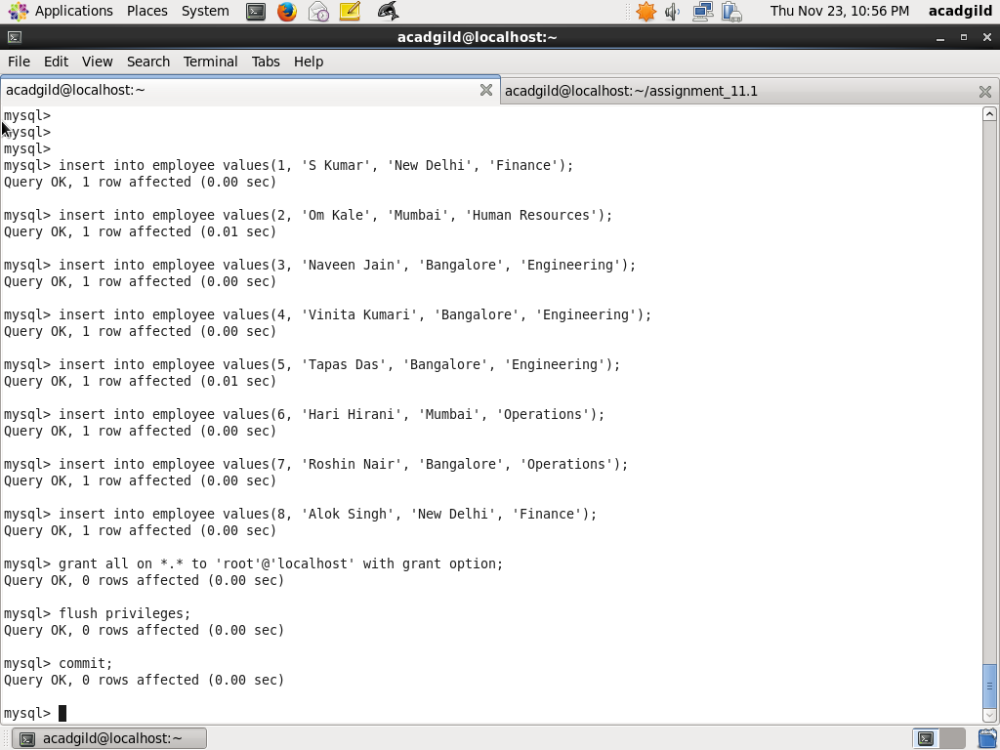 Applications Places System Thu Nov 23, 10:56 PM acadgild
acadgild@localhost:~
File Edit View Search Terminal Tabs Help
acadgild@localhost:~ acadgild@localhost:~/assignment_11.1
mysql>
mysql>
mysql>
mysql> insert into employee values(1, 'S Kumar', 'New Delhi', 'Finance');
Query OK, 1 row affected (0.00 sec)
mysql> insert into employee values(2, 'Om Kale', 'Mumbai', 'Human Resources');
Query OK, 1 row affected (0.01 sec)
mysql> insert into employee values(3, 'Naveen Jain', 'Bangalore', 'Engineering');
Query OK, 1 row affected (0.00 sec)
mysql> insert into employee values(4, 'Vinita Kumari', 'Bangalore', 'Engineering');
Query OK, 1 row affected (0.00 sec)
mysql> insert into employee values(5, 'Tapas Das', 'Bangalore', 'Engineering');
Query OK, 1 row affected (0.01 sec)
mysql> insert into employee values(6, 'Hari Hirani', 'Mumbai', 'Operations');
Query OK, 1 row affected (0.00 sec)
mysql> insert into employee values(7, 'Roshin Nair', 'Bangalore', 'Operations');
Query OK, 1 row affected (0.00 sec)
mysql> insert into employee values(8, 'Alok Singh', 'New Delhi', 'Finance');
Query OK, 1 row affected (0.00 sec)
mysql> grant all on *.* to 'root'@'localhost' with grant option;
Query OK, 0 rows affected (0.00 sec)
mysql> flush privileges;
Query OK, 0 rows affected (0.00 sec)
mysql> commit;
Query OK, 0 rows affected (0.00 sec)
mysql>
acadgild@localhost:~